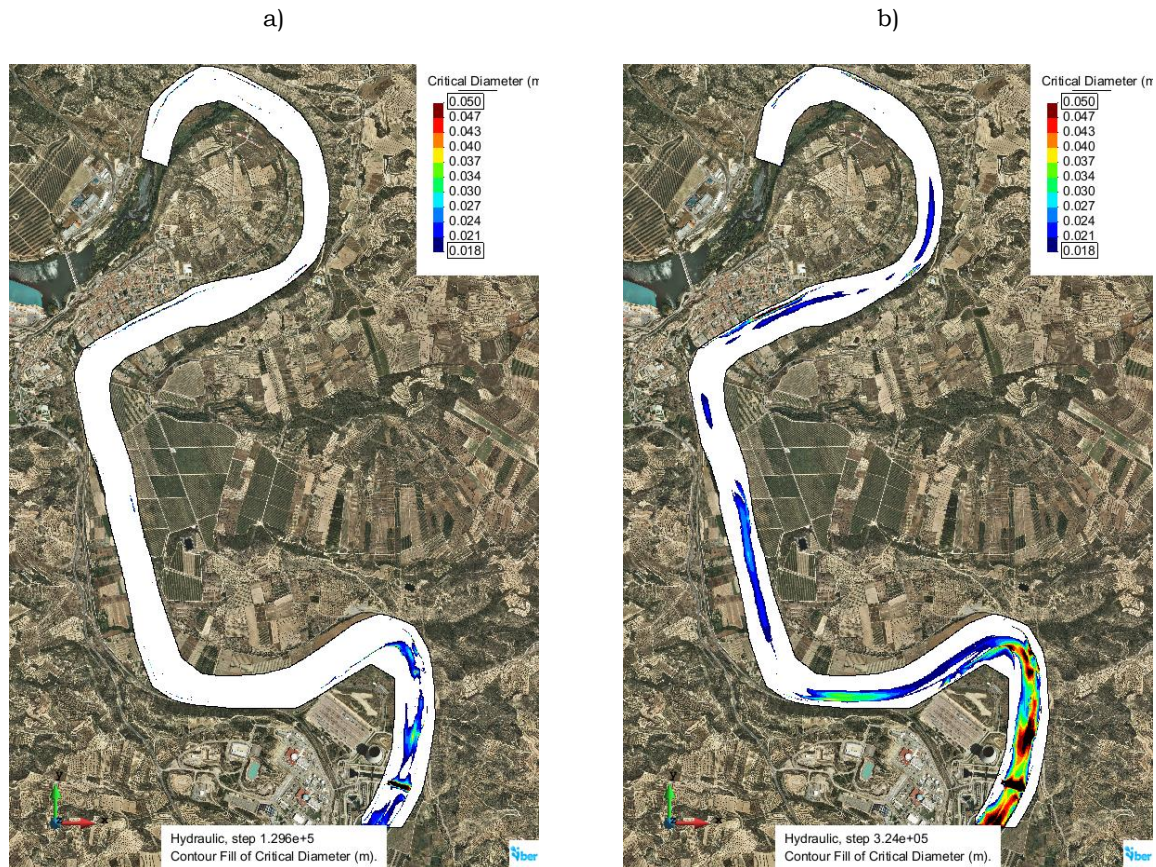 a)
b)
Critical Diameter (m
0.050
0.047
0.043
0.040
0.037
0.034
0.030
0.027
0.024
0.021
0.018
y
x
Hydraulic, step 1.296e+5
Contour Fill of Critical Diameter (m).
Iber
Critical Diameter (m
0.050
0.047
0.043
0.040
0.037
0.034
0.030
0.027
0.024
0.021
0.018
y
x
Hydraulic, step 3.24e+05
Contour Fill of Critical Diameter (m).
Iber